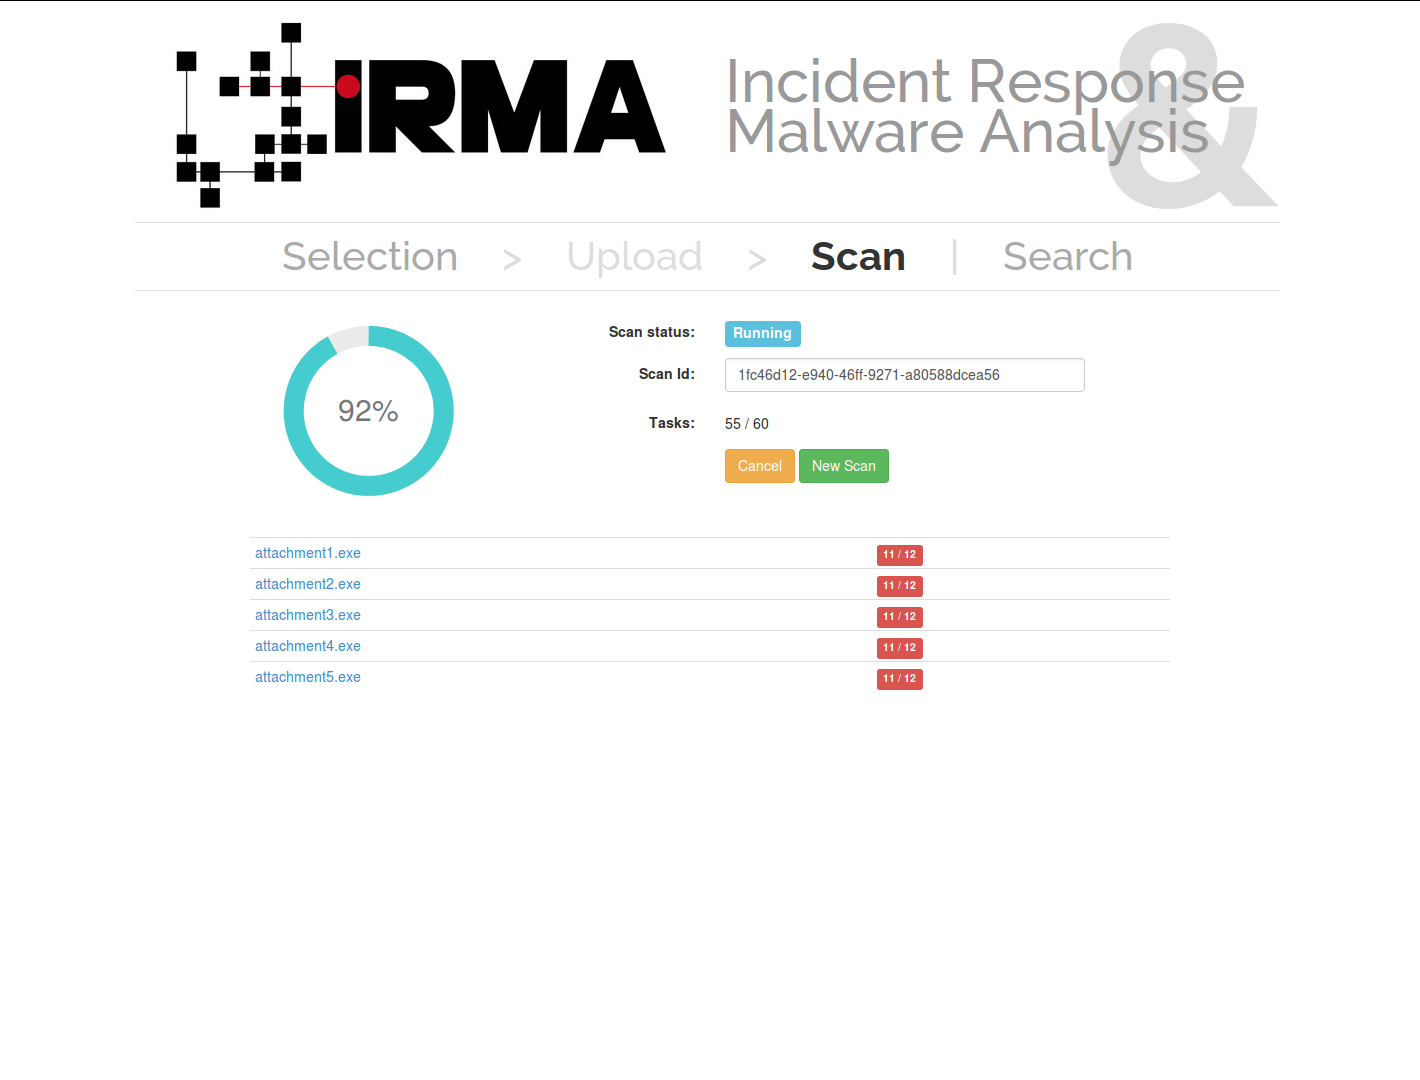 IRMA
Incident Response
Malware Analysis
&
Selection > Upload > Scan | Search
92%
Scan status: Running
Scan Id: 1fc46d12-e940-46ff-9271-a80588dcea56
Tasks: 55 / 60
Cancel New Scan
attachment1.exe 11 / 12
attachment2.exe 11 / 12
attachment3.exe 11 / 12
attachment4.exe 11 / 12
attachment5.exe 11 / 12